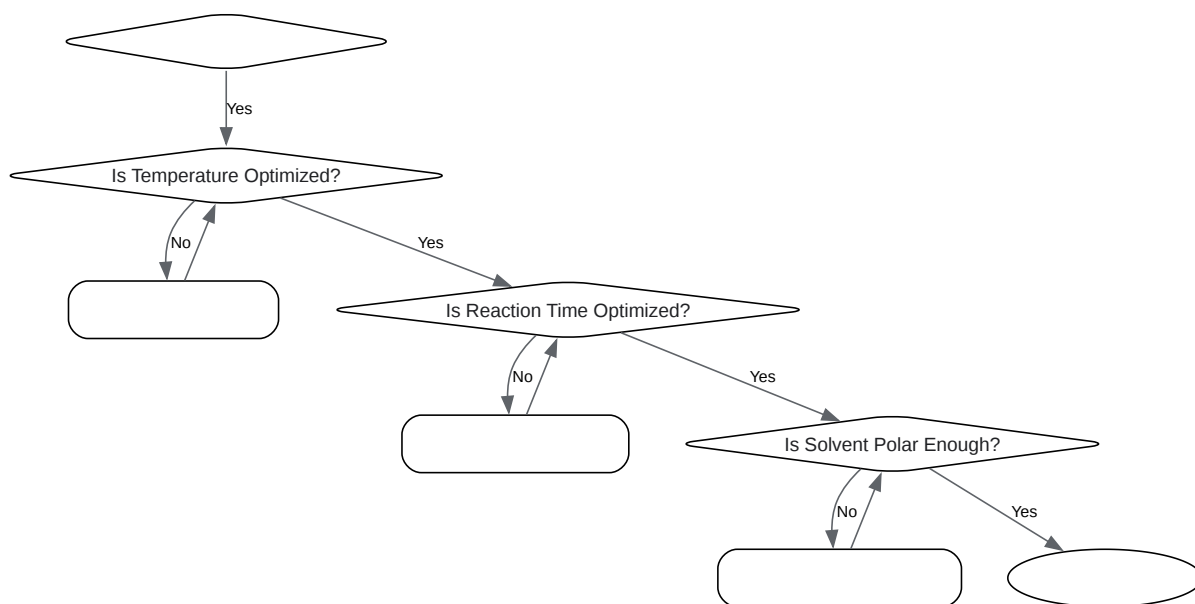 Yes
Is Temperature Optimized?
No
Yes
Is Reaction Time Optimized?
No
Yes
Is Solvent Polar Enough?
No
Yes